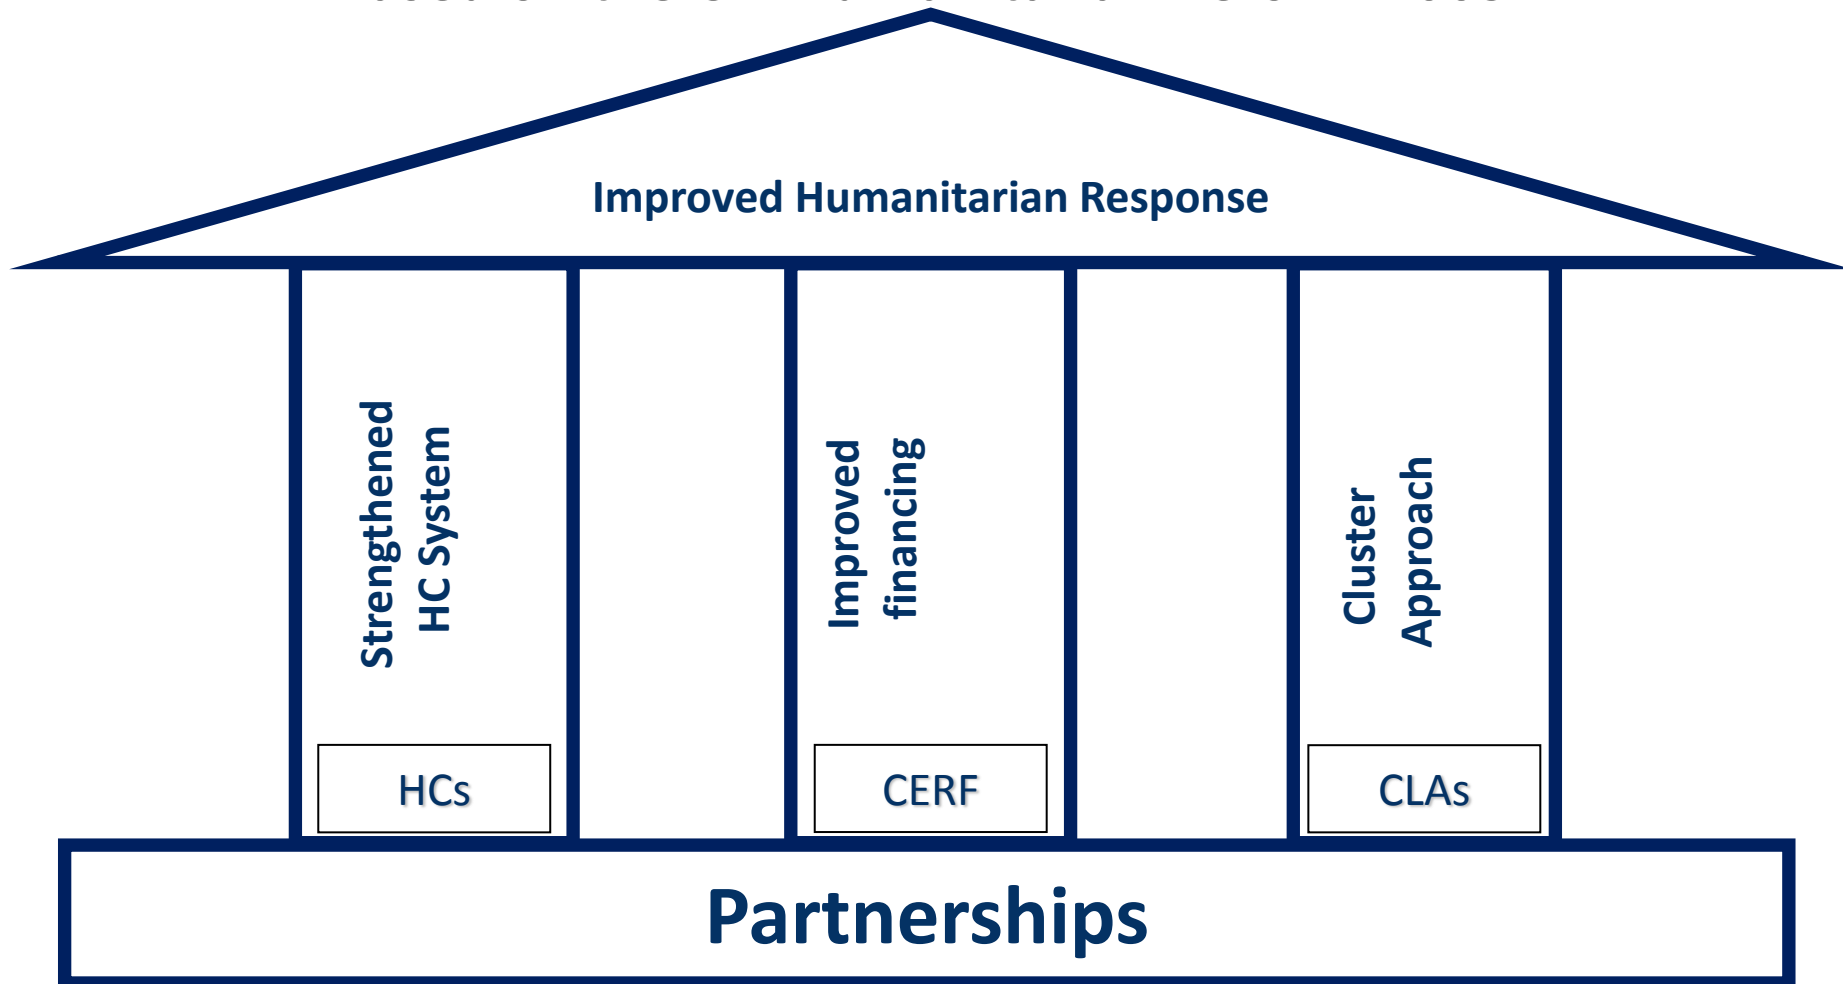 Improved Humanitarian Response
Strengthened
HC System
Improved
financing
Cluster
Approach
HCs
CERF
CLAs
Partnerships